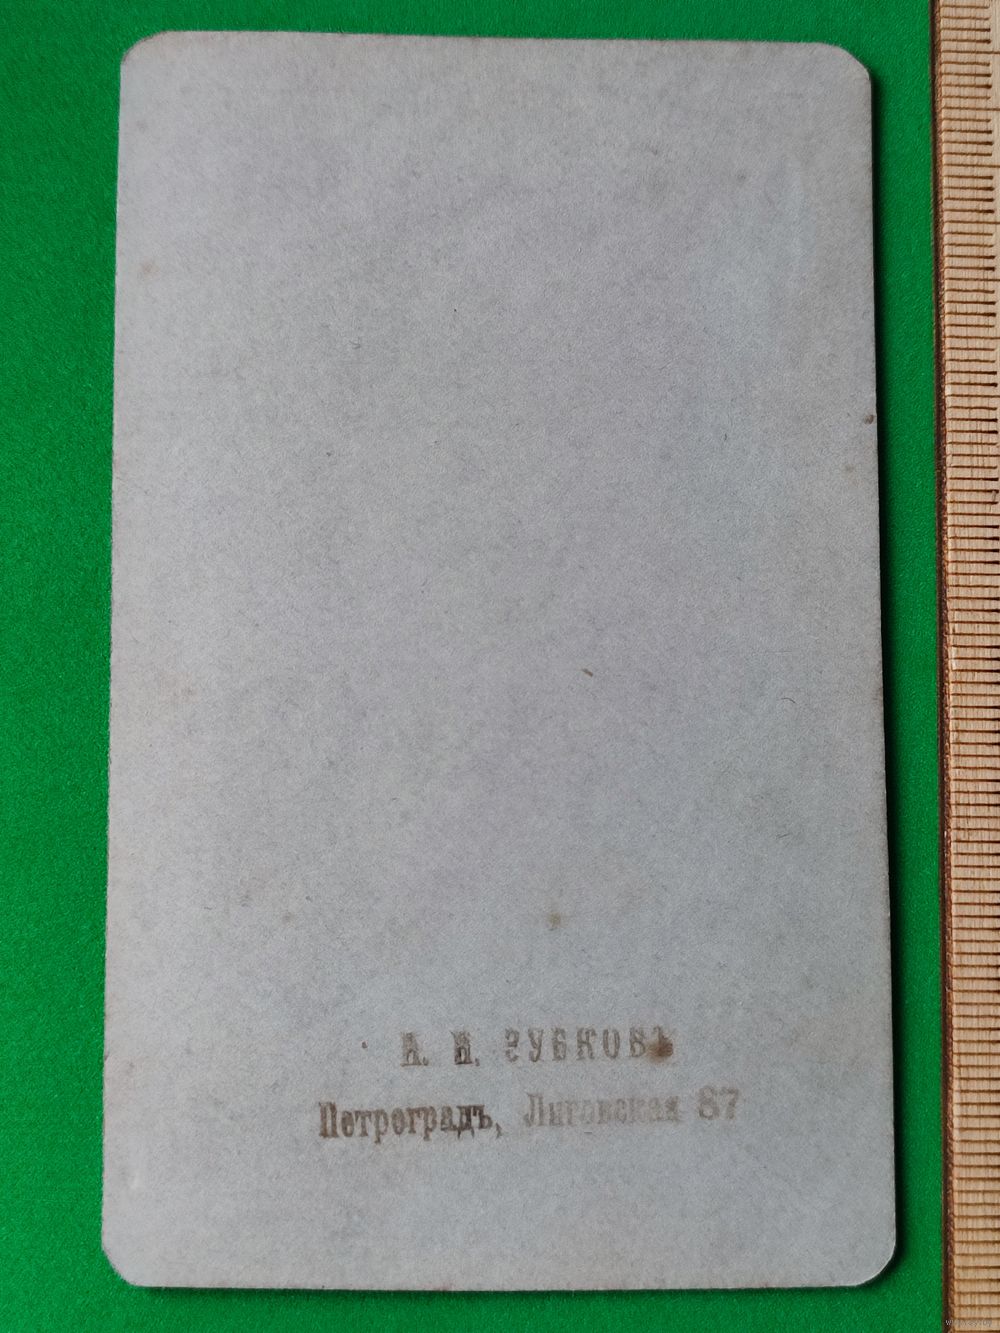 ЗУБКОВЪ
Петроградъ, Лиговская 87